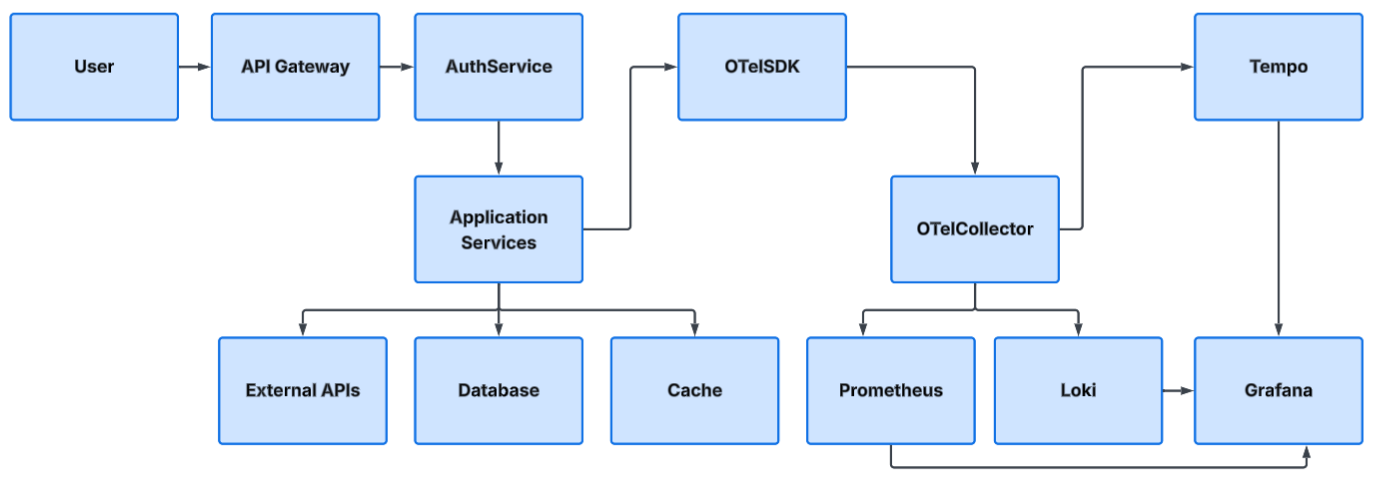 User
API Gateway
AuthService
OTelSDK
Tempo
Application
Services
OTelCollector
External APIs
Database
Cache
Prometheus
Loki
Grafana